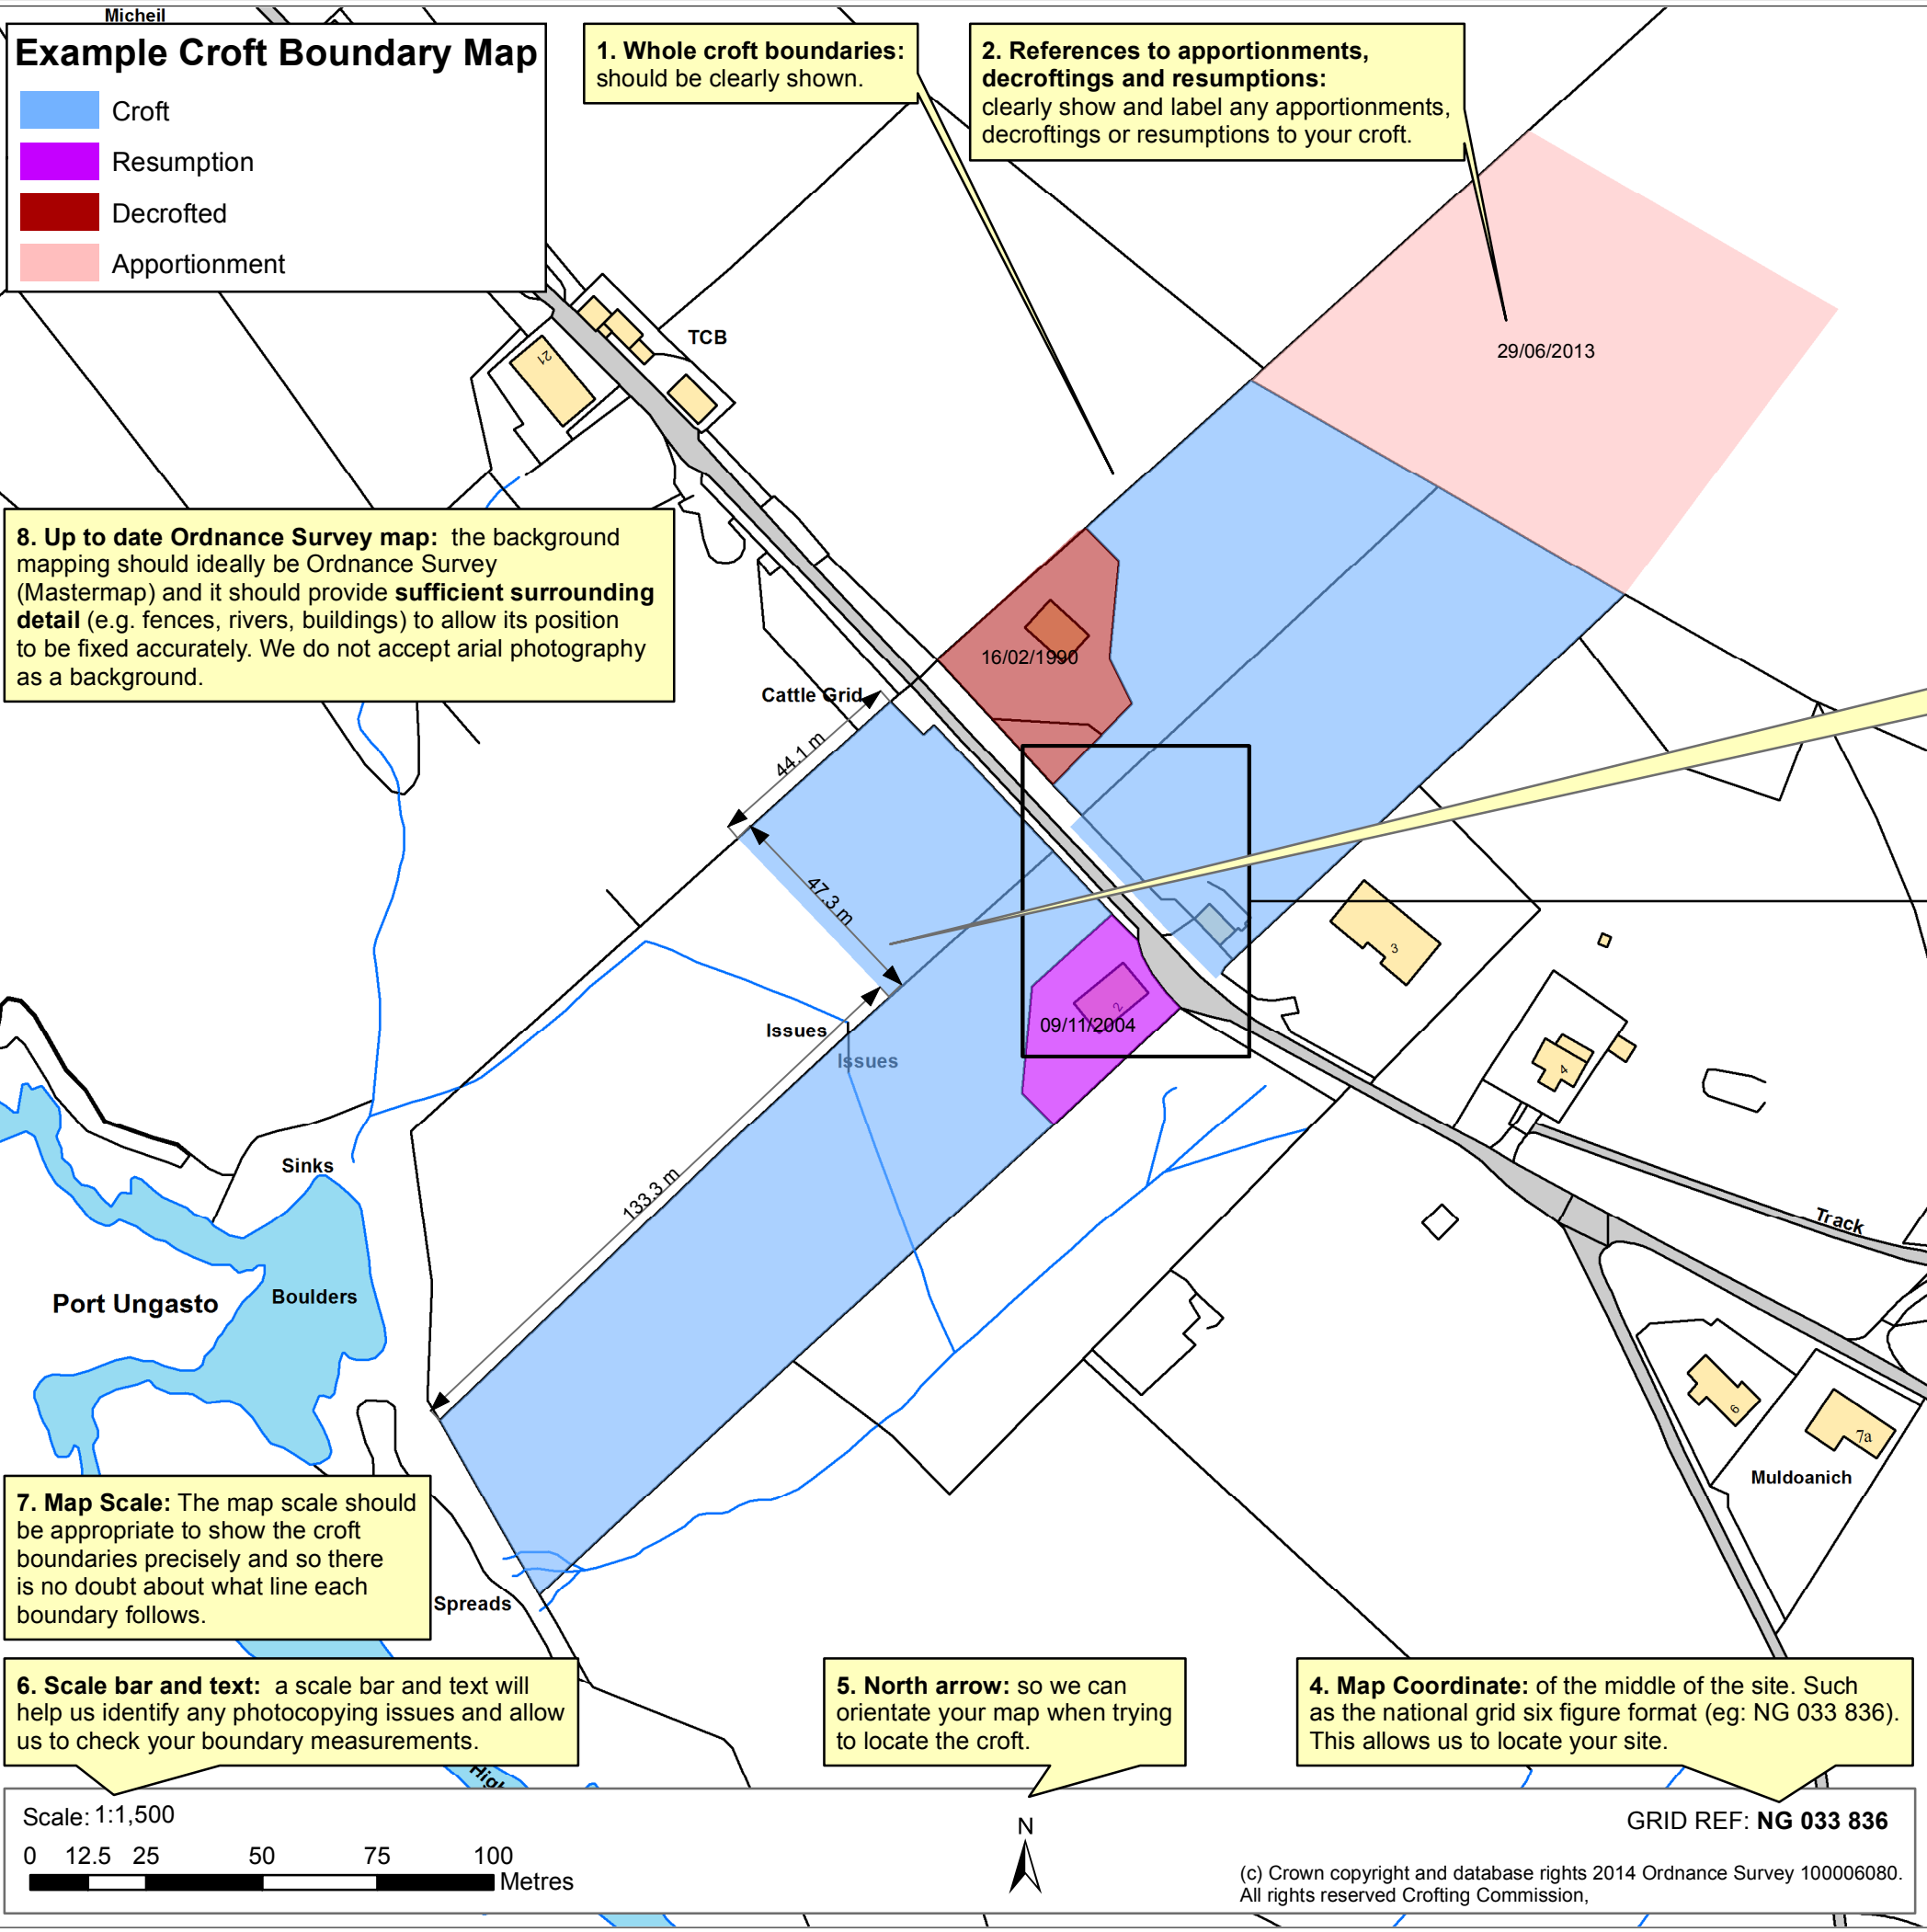 Micheil
Example Croft Boundary Map
Croft
Resumption
Decrofted
Apportionment
1. Whole croft boundaries:
should be clearly shown.
2. References to apportionments,
decroftings and resumptions:
clearly show and label any apportionments,
decroftings or resumptions to your croft.
TCB
21
29/06/2013
8. Up to date Ordnance Survey map: the background
mapping should ideally be Ordnance Survey
(Mastermap) and it should provide sufficient surrounding
detail (e.g. fences, rivers, buildings) to allow its position
to be fixed accurately. We do not accept arial photography
as a background.
16/02/1990
Cattle Grid
44.1 m
47.3 m
3
2
09/11/2004
Issues
Issues
4
Sinks
133.3 m
Track
Port Ungasto
Boulders
6
7a
Muldoanich
7. Map Scale: The map scale should
be appropriate to show the croft
boundaries precisely and so there
is no doubt about what line each
boundary follows.
Spreads
6. Scale bar and text: a scale bar and text will
help us identify any photocopying issues and allow
us to check your boundary measurements.
5. North arrow: so we can
orientate your map when trying
to locate the croft.
4. Map Coordinate: of the middle of the site. Such
as the national grid six figure format (eg: NG 033 836).
This allows us to locate your site.
Scale: 1:1,500
0 12.5 25 50 75 100
Metres
N
GRID REF: NG 033 836
(c) Crown copyright and database rights 2014 Ordnance Survey 100006080.
All rights reserved Crofting Commission,